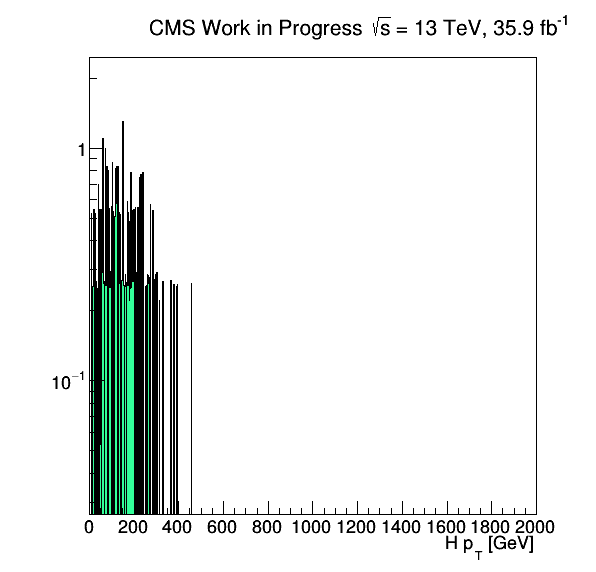 CMS Work in Progress √s = 13 TeV, 35.9 fb⁻¹
1
10⁻¹
0 200 400 600 800 1000 1200 1400 1600 1800 2000
H p_T [GeV]